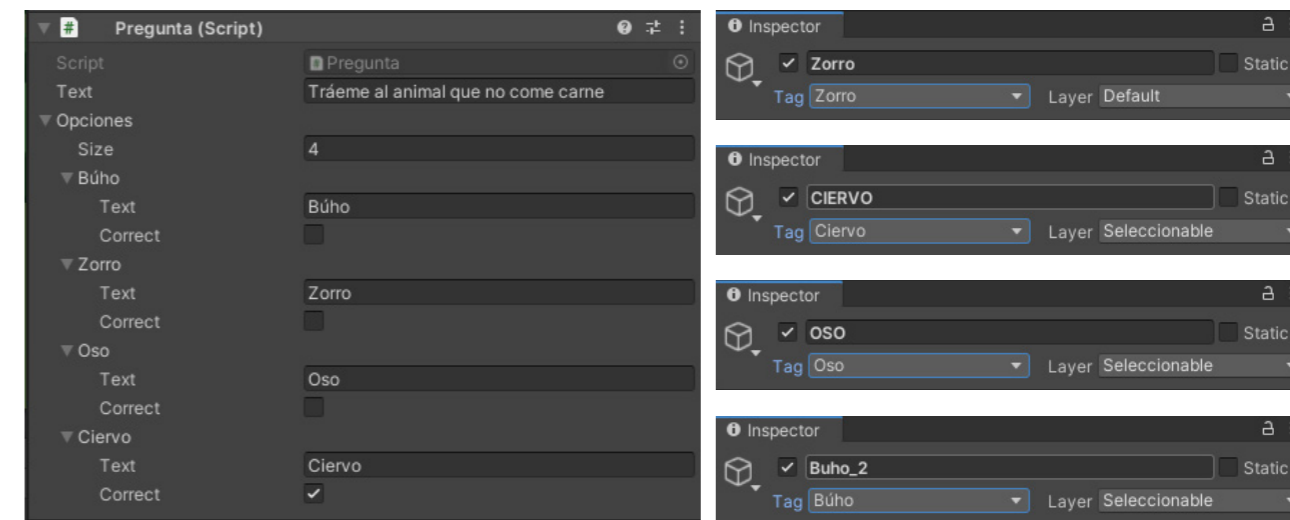 Pregunta (Script)
Script Pregunta
Text Tráeme al animal que no come carne
Opciones
Size 4
Búho
Text Búho
Correct
Zorro
Text Zorro
Correct
Oso
Text Oso
Correct
Ciervo
Text Ciervo
Correct
Inspector
Zorro Static
Tag Zorro Layer Default
Inspector
CIERVO Static
Tag Ciervo Layer Seleccionable
Inspector
OSO Static
Tag Oso Layer Seleccionable
Inspector
Buho_2 Static
Tag Búho Layer Seleccionable